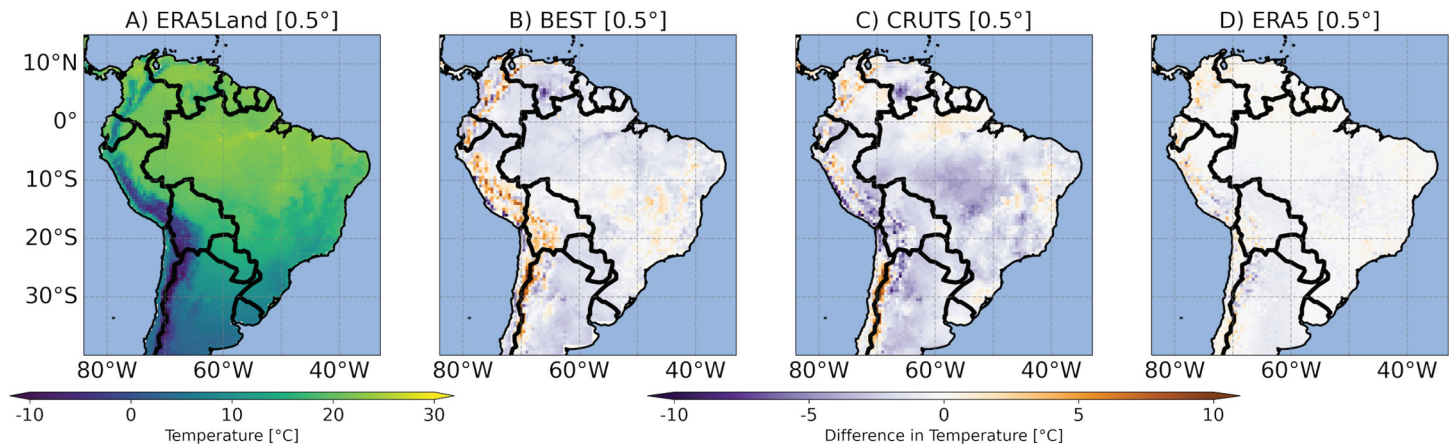 A) ERA5Land [0.5°] B) BEST [0.5°] C) CRUTS [0.5°] D) ERA5 [0.5°]
10°N
0°
10°S
20°S
30°S
80°W 60°W 40°W 80°W 60°W 40°W 80°W 60°W 40°W 80°W 60°W 40°W
-10 0 10 20 30 -10 -5 0 5 10
Temperature [°C] Difference in Temperature [°C]